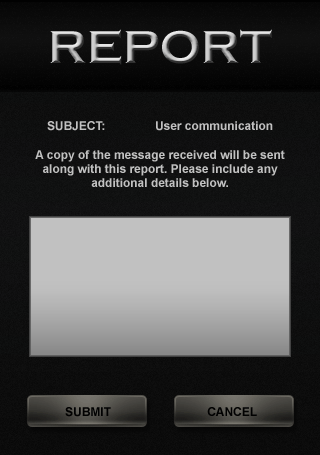 REPORT
SUBJECT: User communication
A copy of the message received will be sent
along with this report. Please include any
additional details below.
SUBMIT CANCEL